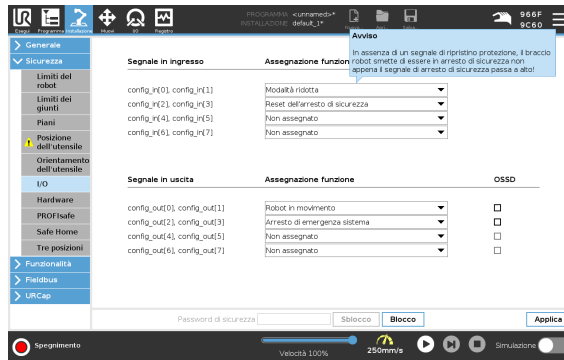 PROGRAMMA <unnamed>*
INSTALLAZIONE default_1*
966F
9C60
Esegui
Programma
Installazione
Muovi
I/O
Registro
Generale
Sicurezza
Limiti del
robot
Limiti dei
giunti
Piani
Posizione
dell'utensile
Orientamento
dell'utensile
I/O
Hardware
PROFIsafe
Safe Home
Tre posizioni
Funzionalità
Fieldbus
URCap
Avviso
In assenza di un segnale di ripristino protezione, il braccio
robot smette di essere in arresto di sicurezza non
appena il segnale di arresto di sicurezza passa a alto!
Segnale in ingresso
Assegnazione funzion
config_in[0], config_in[1]
Modalità ridotta
config_in[2], config_in[3]
Reset dell'arresto di sicurezza
config_in[4], config_in[5]
Non assegnato
config_in[6], config_in[7]
Non assegnato
Segnale in uscita
Assegnazione funzione
OSSD
config_out[0], config_out[1]
Robot in movimento
config_out[2], config_out[3]
Arresto di emergenza sistema
config_out[4], config_out[5]
Non assegnato
config_out[6], config_out[7]
Non assegnato
Password di sicurezza
Sblocco
Blocco
Applica
Spegnimento
Velocità 100%
250mm/s
Simulazione